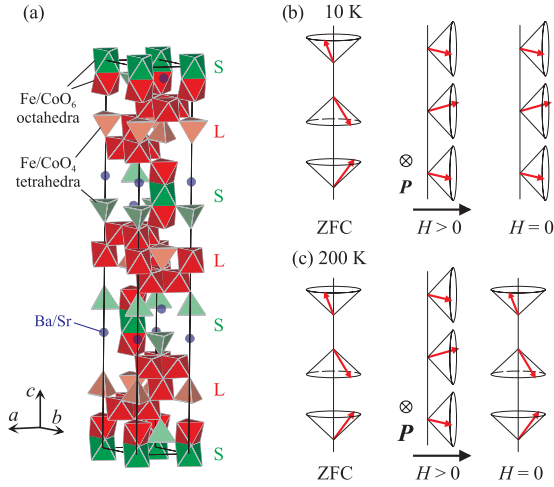 (a)
S
Fe/CoO6
octahedra
L
Fe/CoO4
tetrahedra
S
L
S
Ba/Sr
L
c
a
b
S
(b)
10 K
⊗
P
ZFC
H > 0
H = 0
(c) 200 K
⊗
P
ZFC
H > 0
H = 0